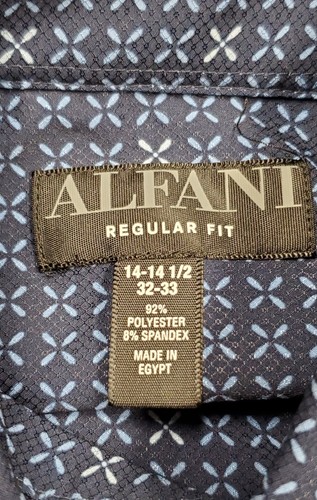 ALFANI
REGULAR FIT
14-14 1/2
32-33
92%
POLYESTER
8% SPANDEX
MADE IN
EGYPT